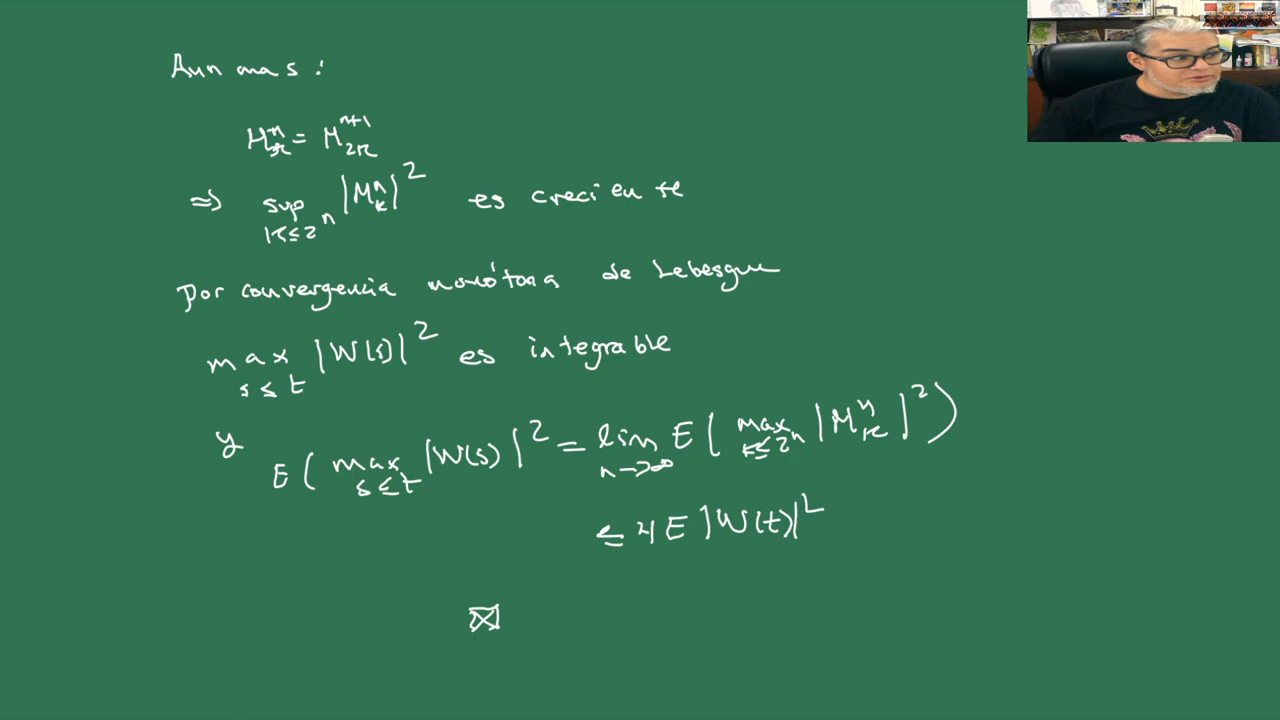 Aun mas :
M^n_k = M^{n+1}_{2k}
⇒ sup_{k≤2^n} |M^n_k|^2 es creciente
por convergencia monótona de Lebesgue
max_{s≤t} |W(s)|^2 es integrable
y E( max_{s≤t} |W(s)|^2 = lim_{n→∞} E( max_{k≤2^n} |M^n_k|^2 )
≤ 4 E |W(t)|^2